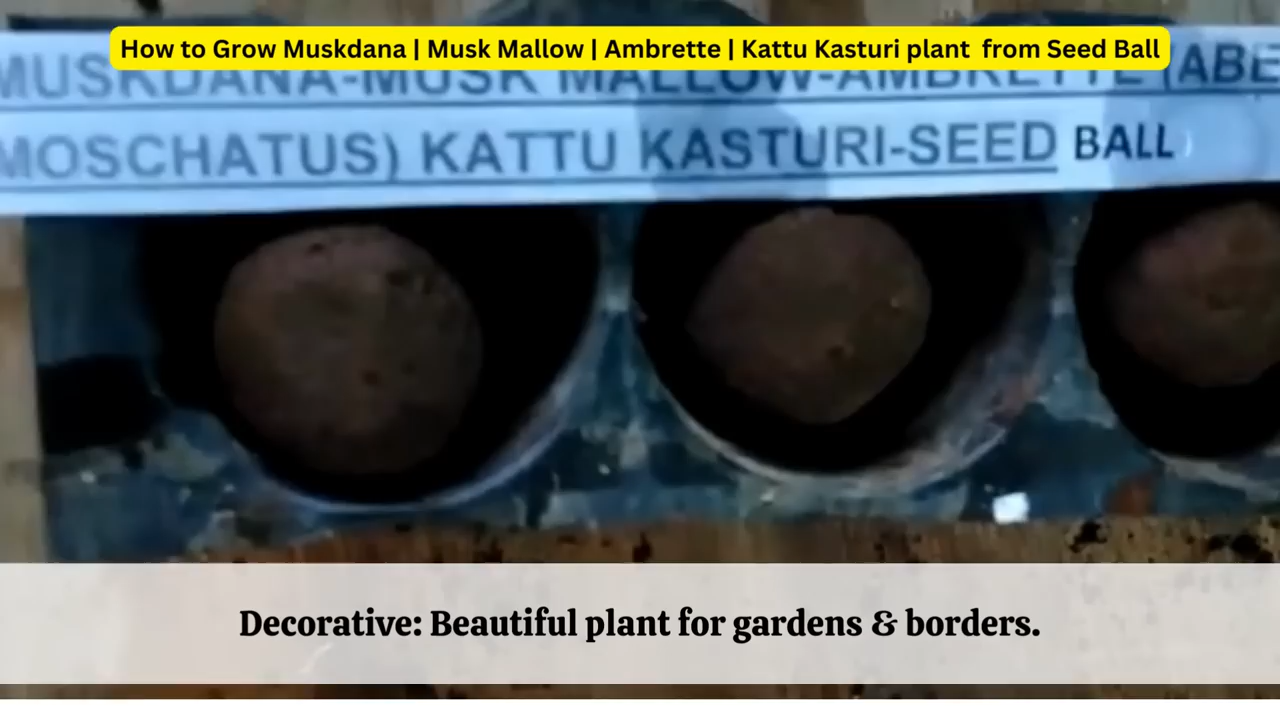 How to Grow Muskdana | Musk Mallow | Ambrette | Kattu Kasturi plant from Seed Ball
MUSKDANA-MUSK MALLOW-AMBRETTE (ABE
MOSCHATUS) KATTU KASTURI-SEED BALL
Decorative: Beautiful plant for gardens & borders.